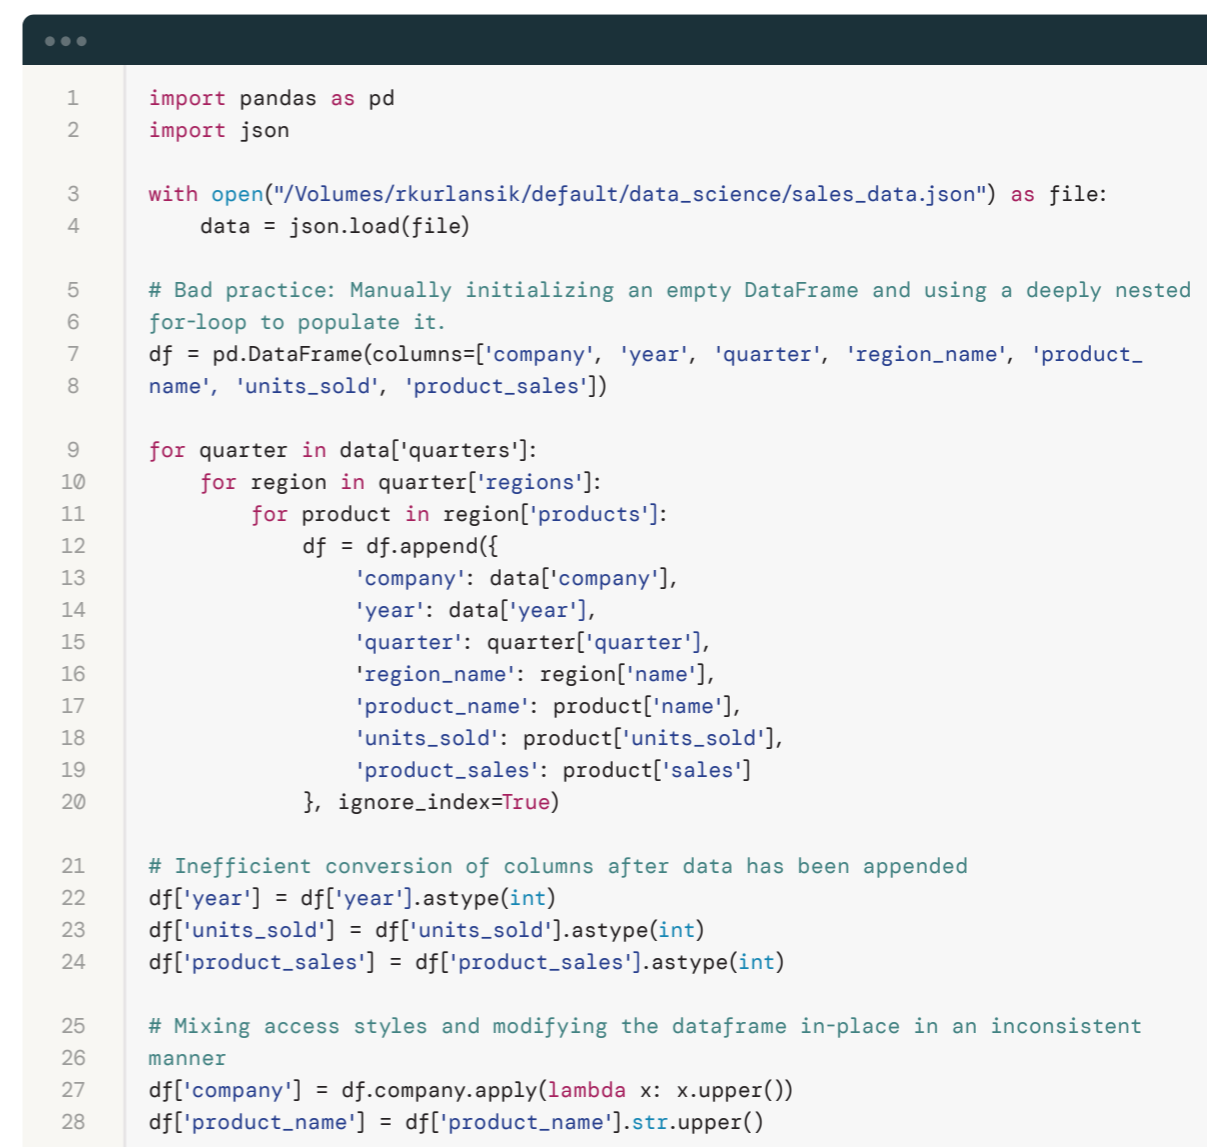 1 import pandas as pd
2 import json
3 with open("/Volumes/rkurlansik/default/data_science/sales_data.json") as file:
4     data = json.load(file)
5 # Bad practice: Manually initializing an empty DataFrame and using a deeply nested
6 for-loop to populate it.
7 df = pd.DataFrame(columns=['company', 'year', 'quarter', 'region_name', 'product_
8 name', 'units_sold', 'product_sales'])
9 for quarter in data['quarters']:
10     for region in quarter['regions']:
11         for product in region['products']:
12             df = df.append({
13                 'company': data['company'],
14                 'year': data['year'],
15                 'quarter': quarter['quarter'],
16                 'region_name': region['name'],
17                 'product_name': product['name'],
18                 'units_sold': product['units_sold'],
19                 'product_sales': product['sales']
20             }, ignore_index=True)
21 # Inefficient conversion of columns after data has been appended
22 df['year'] = df['year'].astype(int)
23 df['units_sold'] = df['units_sold'].astype(int)
24 df['product_sales'] = df['product_sales'].astype(int)
25 # Mixing access styles and modifying the dataframe in-place in an inconsistent
26 manner
27 df['company'] = df.company.apply(lambda x: x.upper())
28 df['product_name'] = df['product_name'].str.upper()